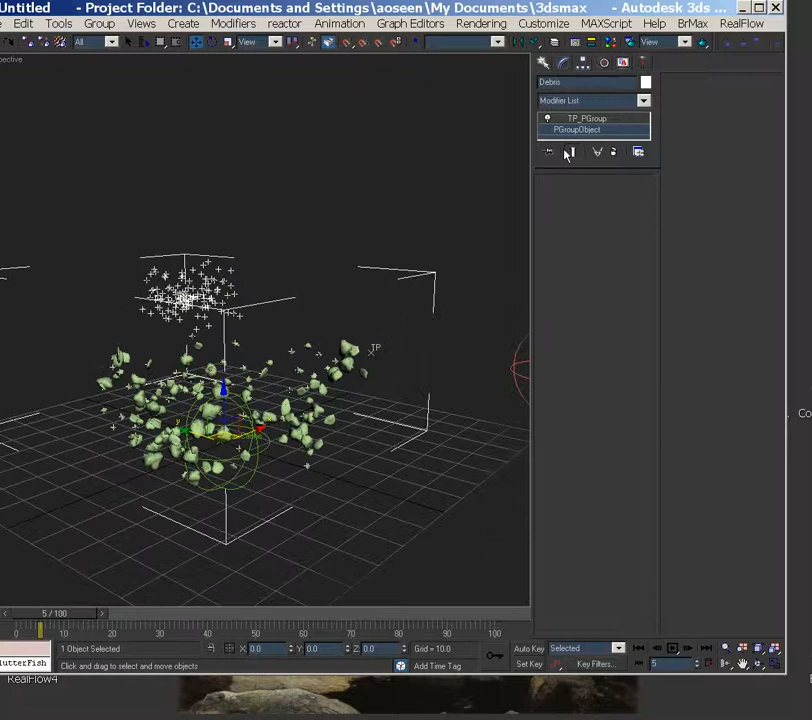 Untitled - Project Folder: C:\Documents and Settings\aoseen\My Documents\3dsmax - Autodesk 3ds ...
Edit Tools Group Views Create Modifiers reactor Animation Graph Editors Rendering Customize MAXScript Help BrMax RealFlow
All View View
Debris
Modifier List
TP_PGroup
PGroupObject
TP
Co
5 / 100
0 10 20 30 40 50 60 70 80 90 100
1 Object Selected X: 0.0 Y: 0.0 Z: 0.0 Grid = 10.0 Auto Key Selected
Click and drag to select and move objects Add Time Tag Set Key Key Filters... 5
RealFlow4